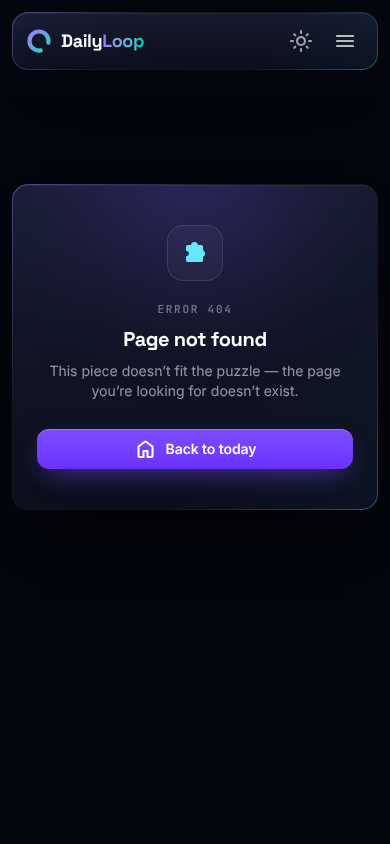 DailyLoop
ERROR 404
Page not found
This piece doesn’t fit the puzzle — the page
you’re looking for doesn’t exist.
Back to today